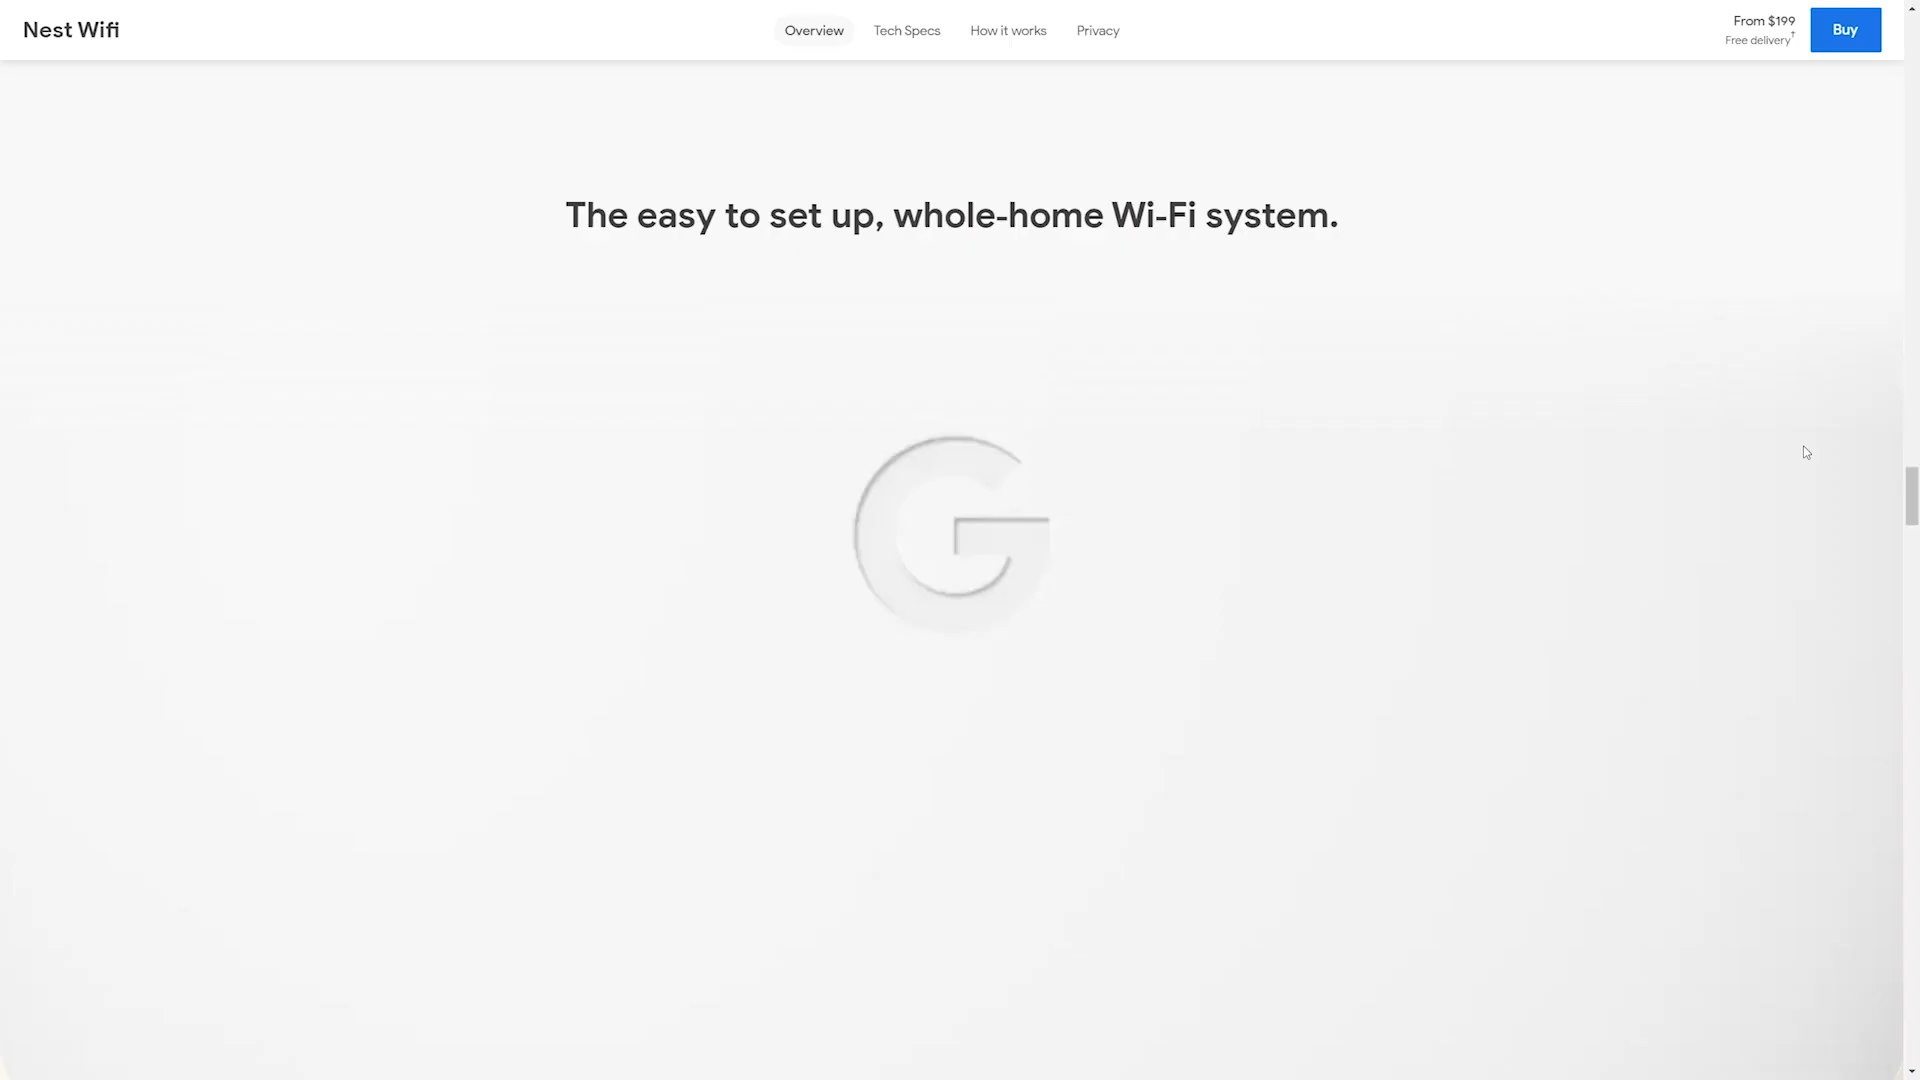 Nest Wifi
Overview
Tech Specs
How it works
Privacy
From $199
Free delivery†
Buy
The easy to set up, whole-home Wi-Fi system.
G